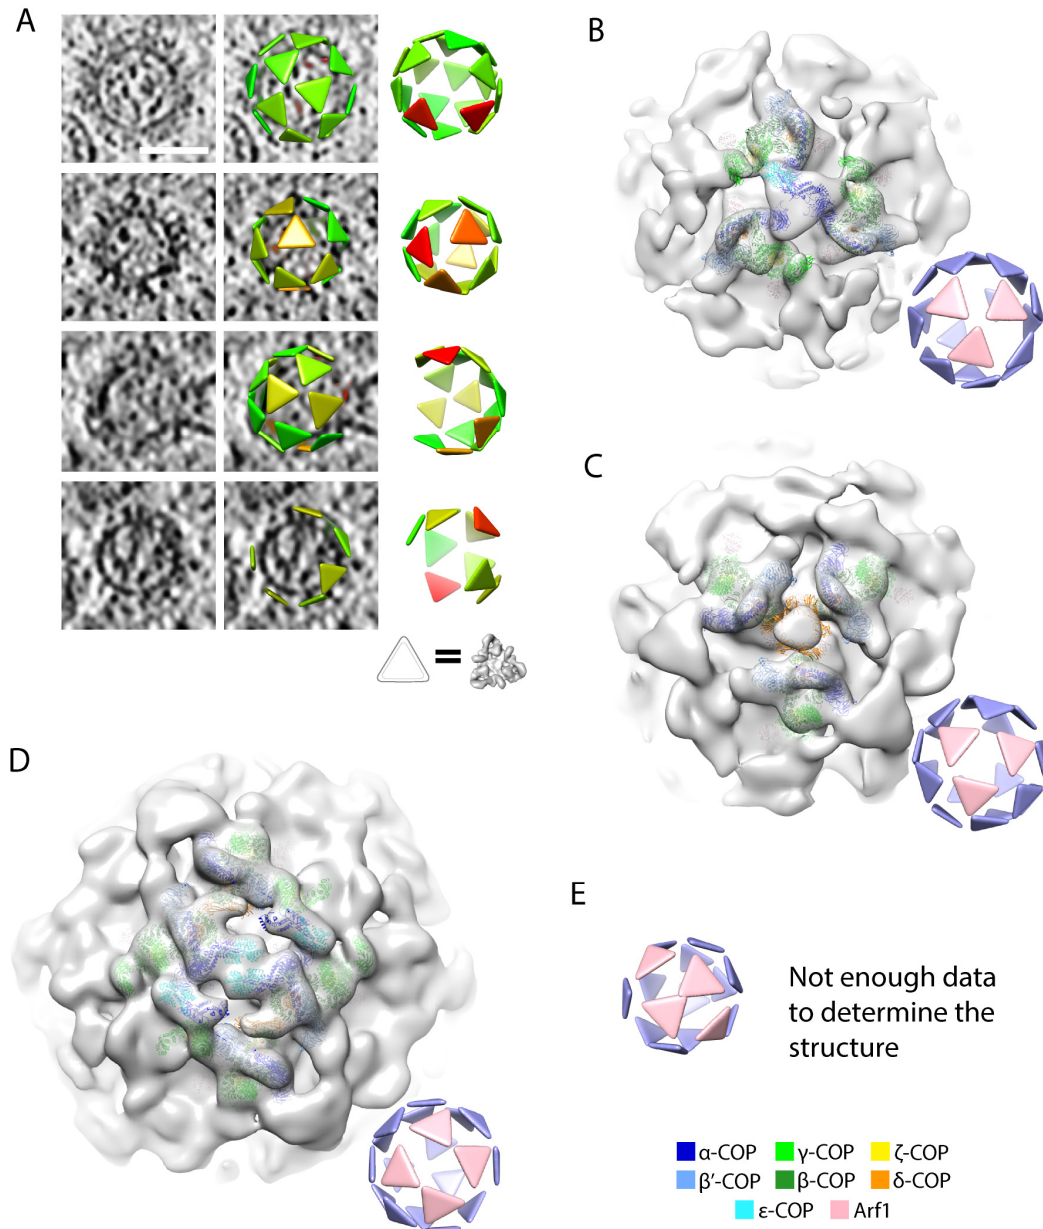 A
B
=
C
D
E
Not enough data
to determine the
structure
α-COP γ-COP ζ-COP
β′-COP β-COP δ-COP
ε-COP Arf1